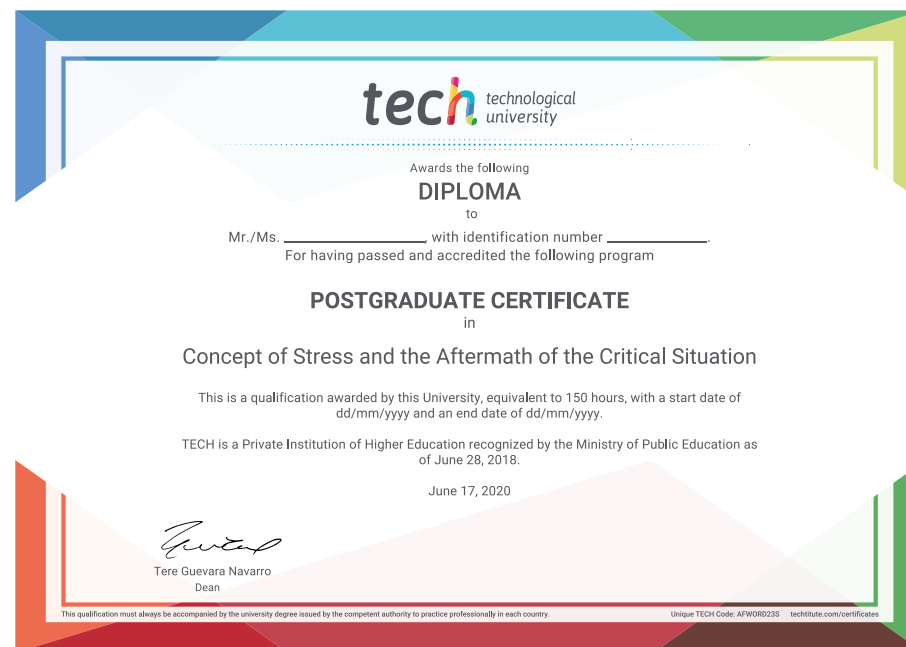 tech technological
university
Awards the following
DIPLOMA
to
Mr./Ms. ____________________, with identification number ______________.
For having passed and accredited the following program
POSTGRADUATE CERTIFICATE
in
Concept of Stress and the Aftermath of the Critical Situation
This is a qualification awarded by this University, equivalent to 150 hours, with a start date of
dd/mm/yyyy and an end date of dd/mm/yyyy.
TECH is a Private Institution of Higher Education recognized by the Ministry of Public Education as
of June 28, 2018.
June 17, 2020
Tere Guevara Navarro
Dean
This qualification must always be accompanied by the university degree issued by the competent authority to practice professionally in each country.
Unique TECH Code: AFWORD23S techtitute.com/certificates